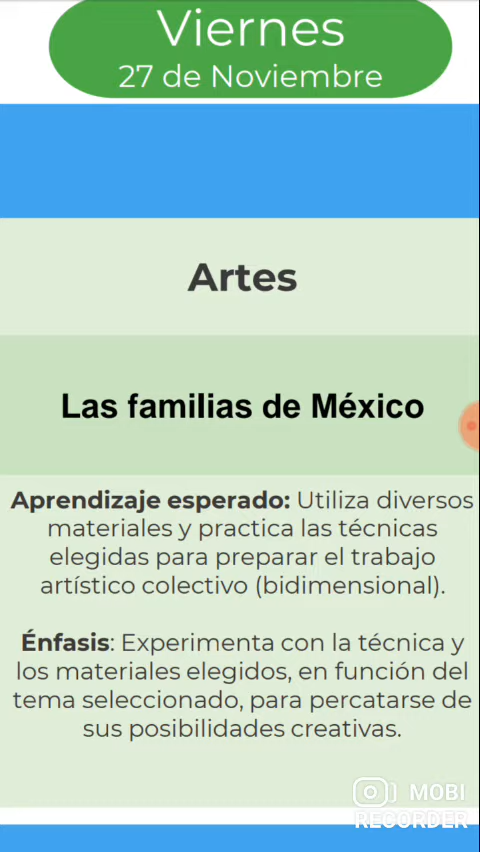 Viernes
27 de Noviembre
Artes
Las familias de México
Aprendizaje esperado: Utiliza diversos
materiales y practica las técnicas
elegidas para preparar el trabajo
artístico colectivo (bidimensional).
Énfasis: Experimenta con la técnica y
los materiales elegidos, en función del
tema seleccionado, para percatarse de
sus posibilidades creativas.
MOBI
RECORDER